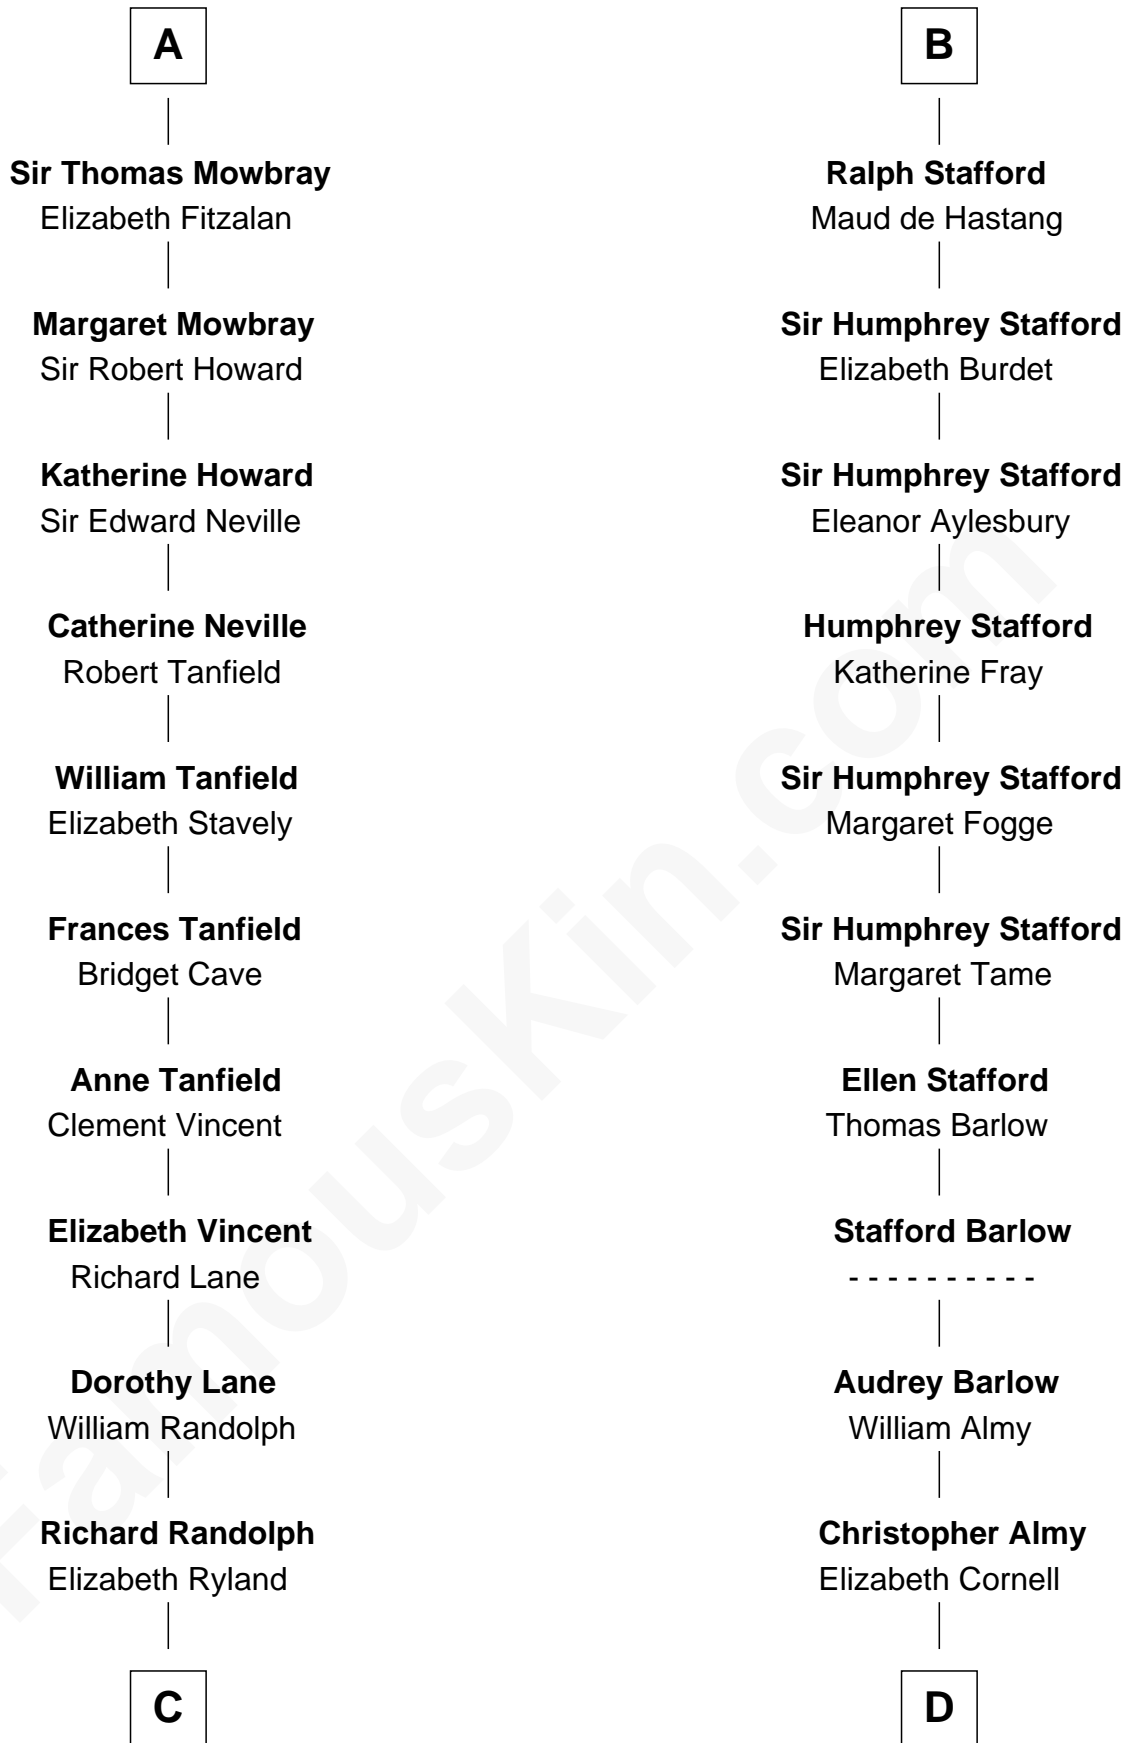 A
Sir Thomas Mowbray
Elizabeth Fitzalan
Margaret Mowbray
Sir Robert Howard
Katherine Howard
Sir Edward Neville
Catherine Neville
Robert Tanfield
William Tanfield
Elizabeth Stavely
Frances Tanfield
Bridget Cave
Anne Tanfield
Clement Vincent
Elizabeth Vincent
Richard Lane
Dorothy Lane
William Randolph
Richard Randolph
Elizabeth Ryland
C
B
Ralph Stafford
Maud de Hastang
Sir Humphrey Stafford
Elizabeth Burdet
Sir Humphrey Stafford
Eleanor Aylesbury
Humphrey Stafford
Katherine Fray
Sir Humphrey Stafford
Margaret Fogge
Sir Humphrey Stafford
Margaret Tame
Ellen Stafford
Thomas Barlow
Stafford Barlow
- - - - - - - - - -
Audrey Barlow
William Almy
Christopher Almy
Elizabeth Cornell
D
FamousKin.com